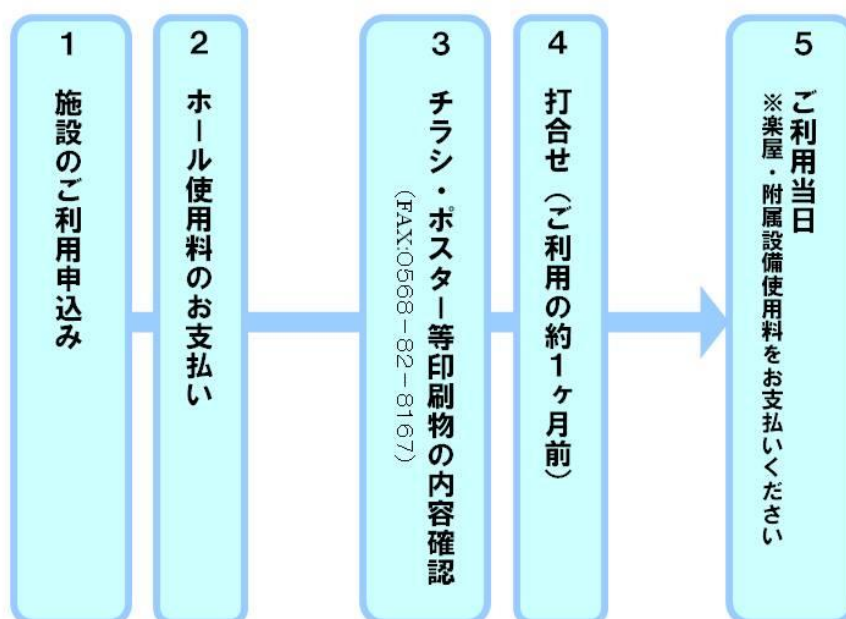 1
施設のご利用申込み
2
ホール使用料のお支払い
3
チラシ・ポスター等印刷物の内容確認
(FAX:0568-82-8167)
4
打合せ(ご利用の約1ヶ月前)
5
ご利用当日
※楽屋・附属設備使用料をお支払いください